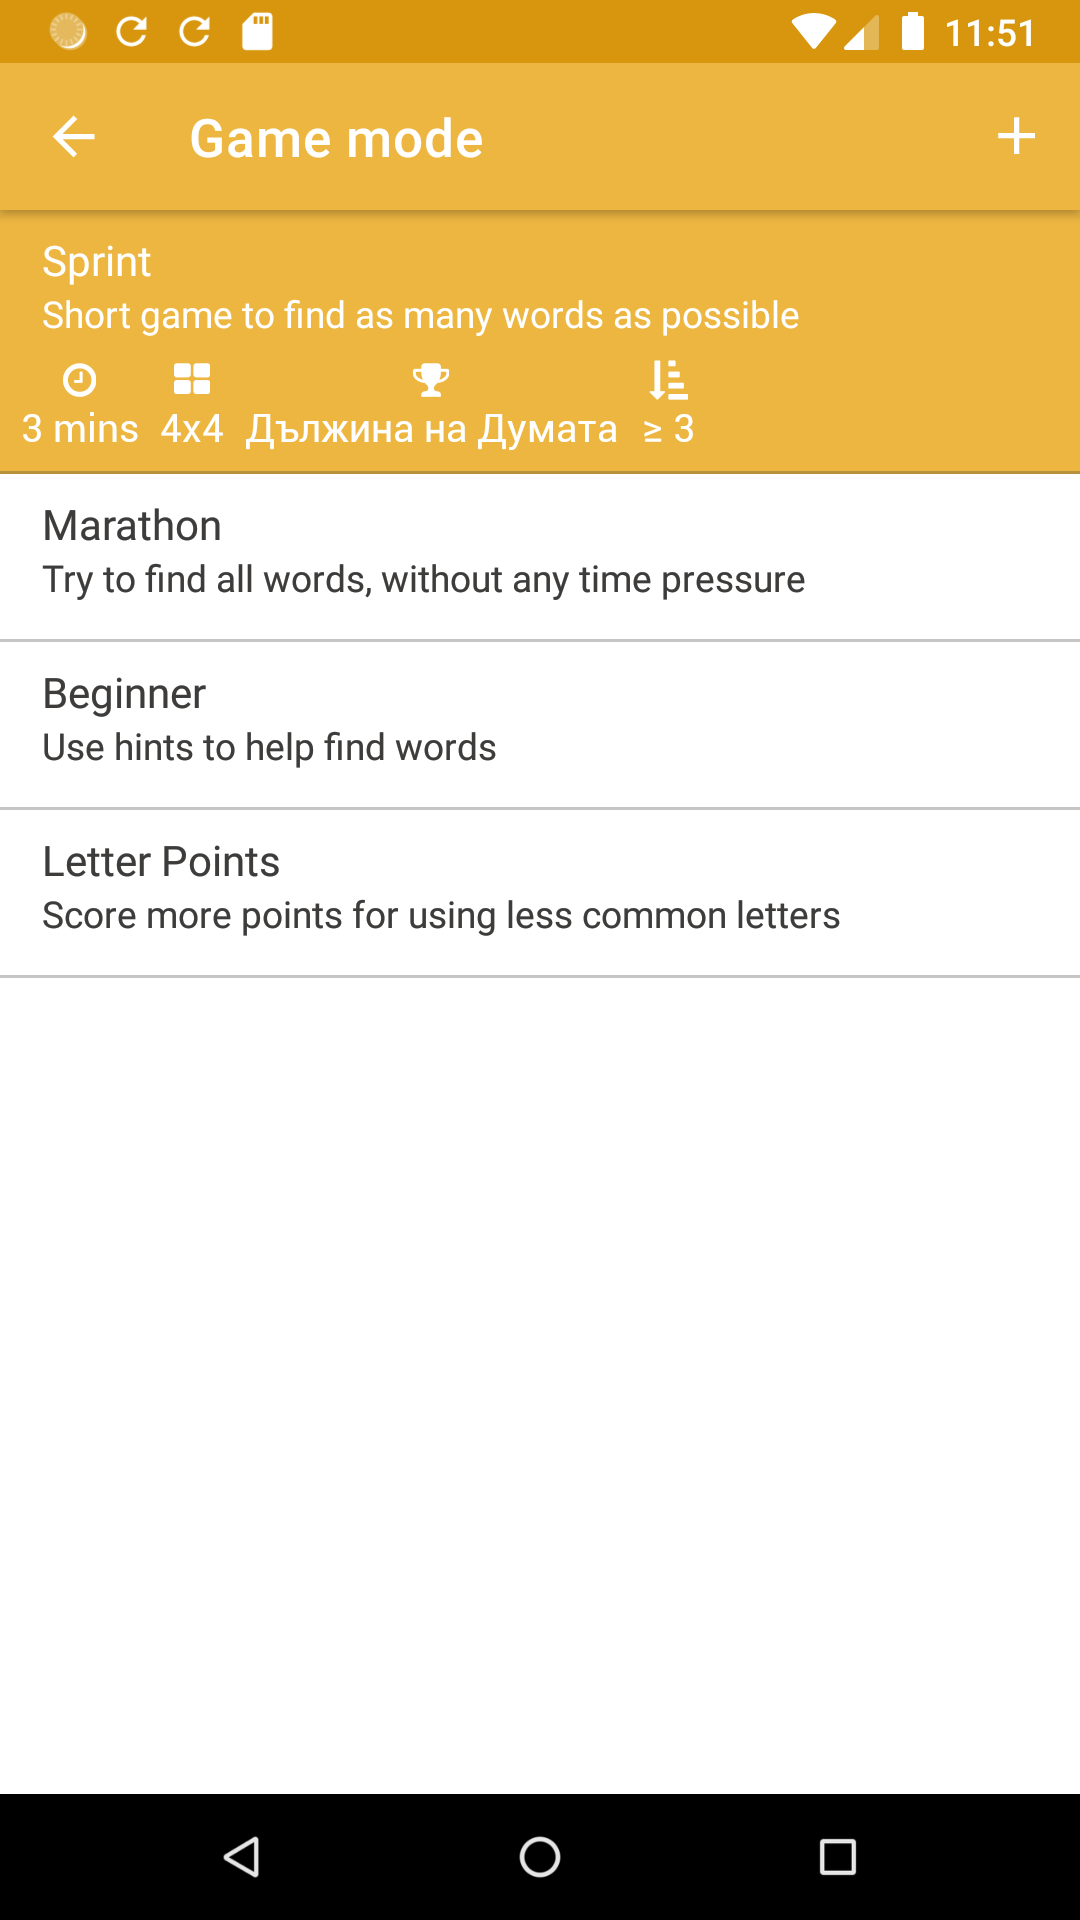 11:51
Game mode
Sprint
Short game to find as many words as possible
3 mins 4x4 Дължина на Думата ≥ 3
Marathon
Try to find all words, without any time pressure
Beginner
Use hints to help find words
Letter Points
Score more points for using less common letters